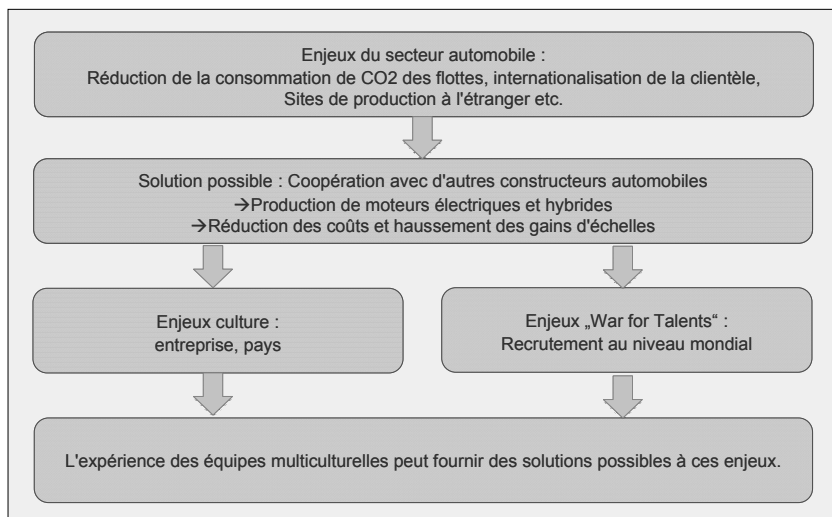 Enjeux du secteur automobile :
Réduction de la consommation de CO2 des flottes, internationalisation de la clientèle,
Sites de production à l'étranger etc.
Solution possible : Coopération avec d'autres constructeurs automobiles
→Production de moteurs électriques et hybrides
→Réduction des coûts et haussement des gains d'échelles
Enjeux culture :
entreprise, pays
Enjeux „War for Talents“ :
Recrutement au niveau mondial
L'expérience des équipes multiculturelles peut fournir des solutions possibles à ces enjeux.